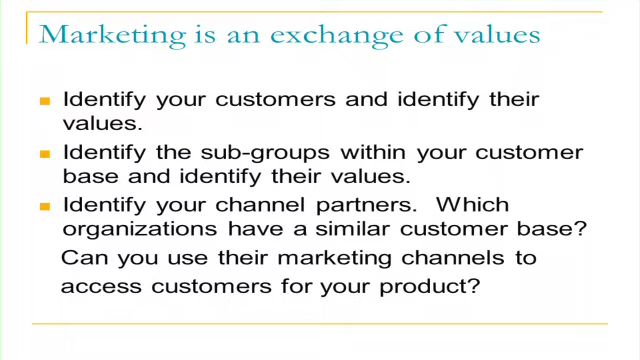 Marketing is an exchange of values
Identify your customers and identify their
values.
Identify the sub-groups within your customer
base and identify their values.
Identify your channel partners. Which
organizations have a similar customer base?
Can you use their marketing channels to
access customers for your product?